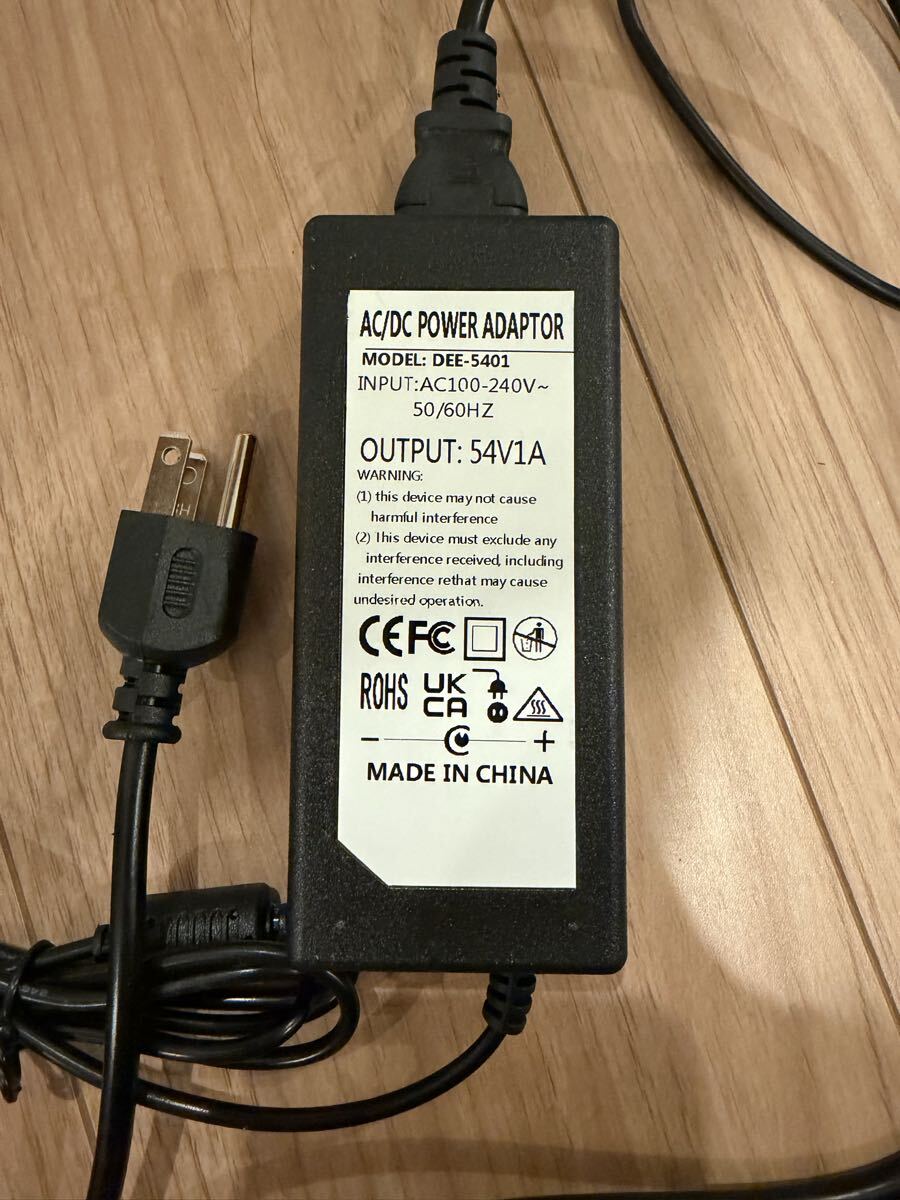 AC/DC POWER ADAPTOR
MODEL: DEE-5401
INPUT:AC100-240V~
50/60HZ
OUTPUT: 54V1A
WARNING:
(1) this device may not cause
harmful interference
(2) Ihis device must exclude any
interference received, including
interference rethat may cause
undesired operation.
CE FC
ROHS UK
CA
- +
MADE IN CHINA